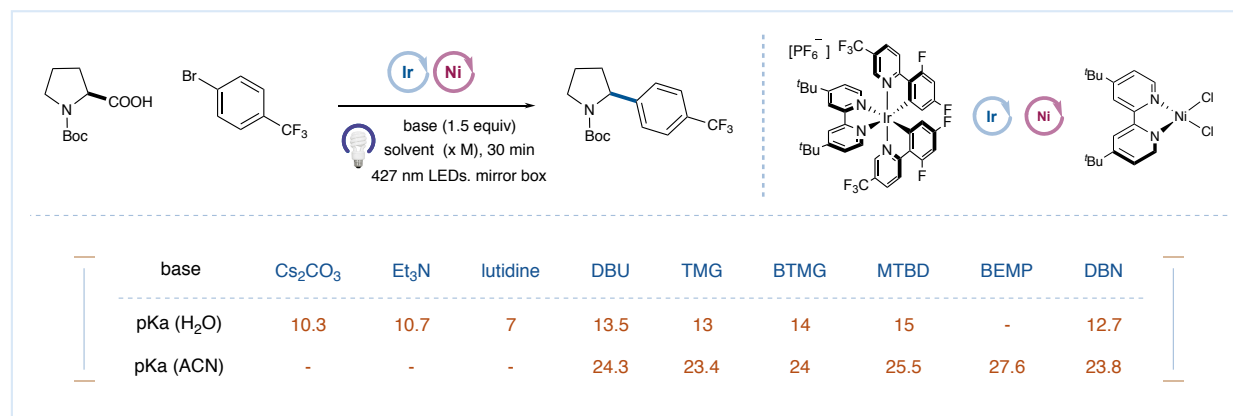 COOH
N
Boc
Br
CF₃
Ir Ni
base (1.5 equiv)
solvent (x M), 30 min
427 nm LEDs. mirror box
N
Boc
CF₃
[PF₆⁻]
F₃C
N
F
F
ᵗBu
N
Ir
N
ᵗBu
N
F
F
F₃C
Ir Ni
ᵗBu
N
Ni
Cl
Cl
N
ᵗBu
base Cs₂CO₃ Et₃N lutidine DBU TMG BTMG MTBD BEMP DBN
pKa (H₂O) 10.3 10.7 7 13.5 13 14 15 - 12.7
pKa (ACN) - - - 24.3 23.4 24 25.5 27.6 23.8